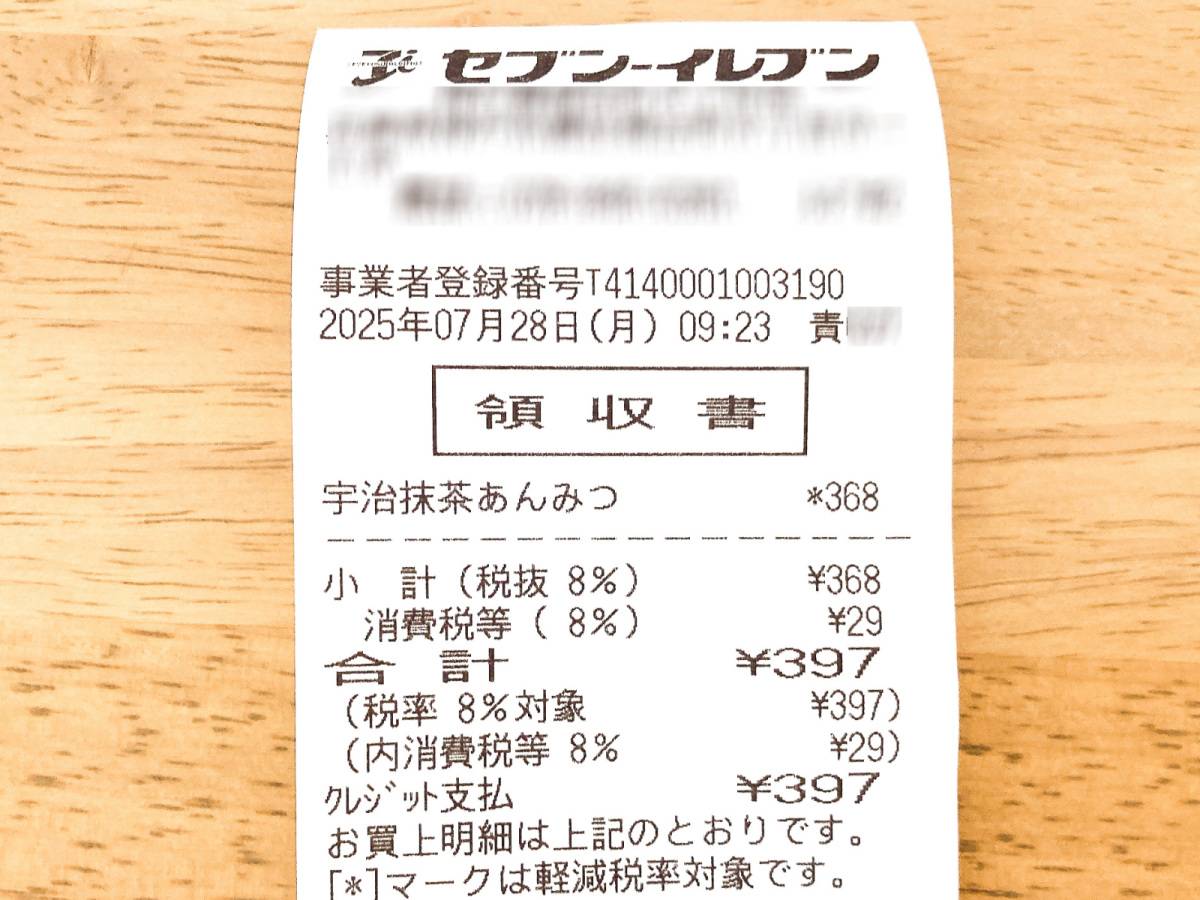 セブン-イレブン
事業者登録番号T4140001003190
2025年07月28日(月) 09:23 責
領収書
宇治抹茶あんみつ *368
小 計(税抜 8%) ¥368
消費税等( 8%) ¥29
合 計 ¥397
(税率 8%対象 ¥397)
(内消費税等 8% ¥29)
クレジット支払 ¥397
お買上明細は上記のとおりです。
[*]マークは軽減税率対象です。